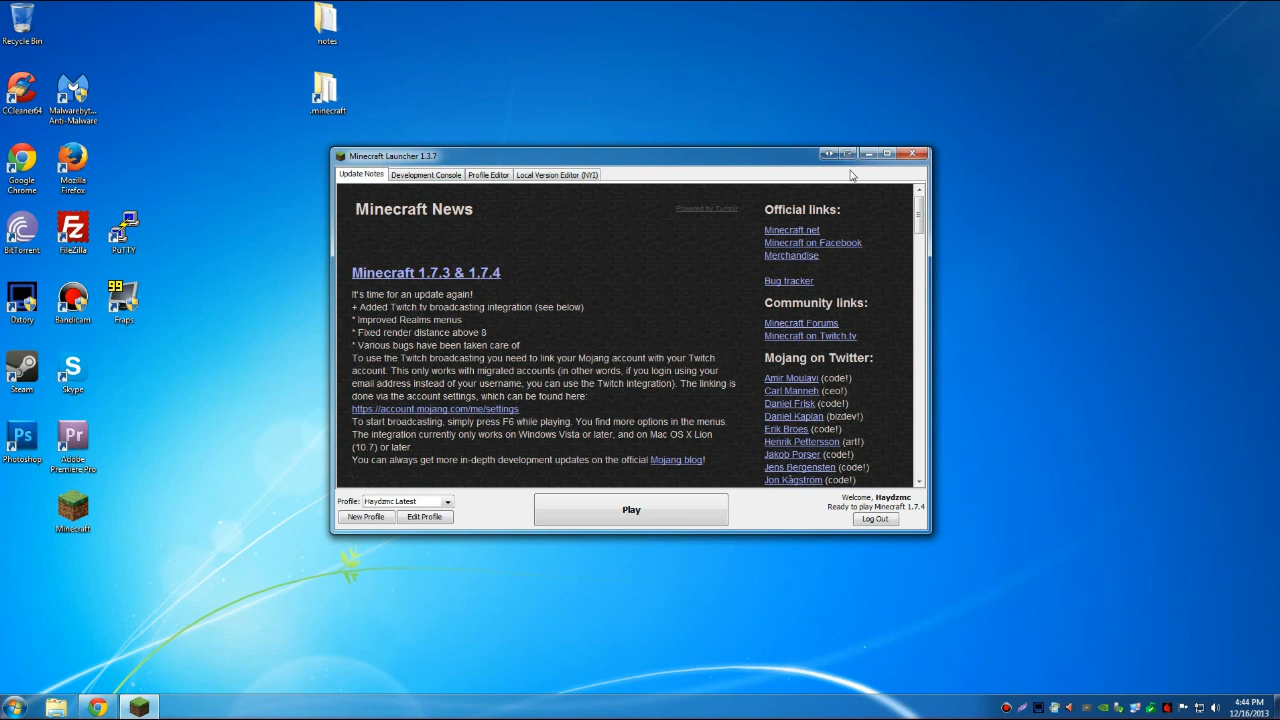 Recycle Bin
notes
CCleaner64
Malwarebyt...
Anti-Malware
.minecraft
Google
Chrome
Mozilla
Firefox
BitTorrent
FileZilla
PuTTY
Dxtory
Bandicam
99
Fraps
Steam
Skype
Ps
Photoshop
Pr
Adobe
Premiere Pro
Minecraft
Minecraft Launcher 1.3.7
Update Notes
Development Console
Profile Editor
Local Version Editor (NYI)
Minecraft News
Powered by Tumblr
Minecraft 1.7.3 & 1.7.4
It's time for an update again!
+ Added Twitch.tv broadcasting integration (see below)
* Improved Realms menus
* Fixed render distance above 8
* Various bugs have been taken care of
To use the Twitch broadcasting you need to link your Mojang account with your Twitch
account. This only works with migrated accounts (in other words, if you login using your
email address instead of your username, you can use the Twitch integration). The linking is
done via the account settings, which can be found here:
https://account.mojang.com/me/settings
To start broadcasting, simply press F6 while playing. You find more options in the menus.
The integration currently only works on Windows Vista or later, and on Mac OS X Lion
(10.7) or later
You can always get more in-depth development updates on the official Mojang blog!
Official links:
Minecraft.net
Minecraft on Facebook
Merchandise
Bug tracker
Community links:
Minecraft Forums
Minecraft on Twitch.tv
Mojang on Twitter:
Amir Moulavi (code!)
Carl Manneh (ceo!)
Daniel Frisk (code!)
Daniel Kaplan (bizdev!)
Erik Broes (code!)
Henrik Pettersson (art!)
Jakob Porser (code!)
Jens Bergensten (code!)
Jon Kågström (code!)
Profile: Haydzmc Latest
New Profile
Edit Profile
Play
Welcome, Haydzmc
Ready to play Minecraft 1.7.4
Log Out
4:44 PM
12/16/2013